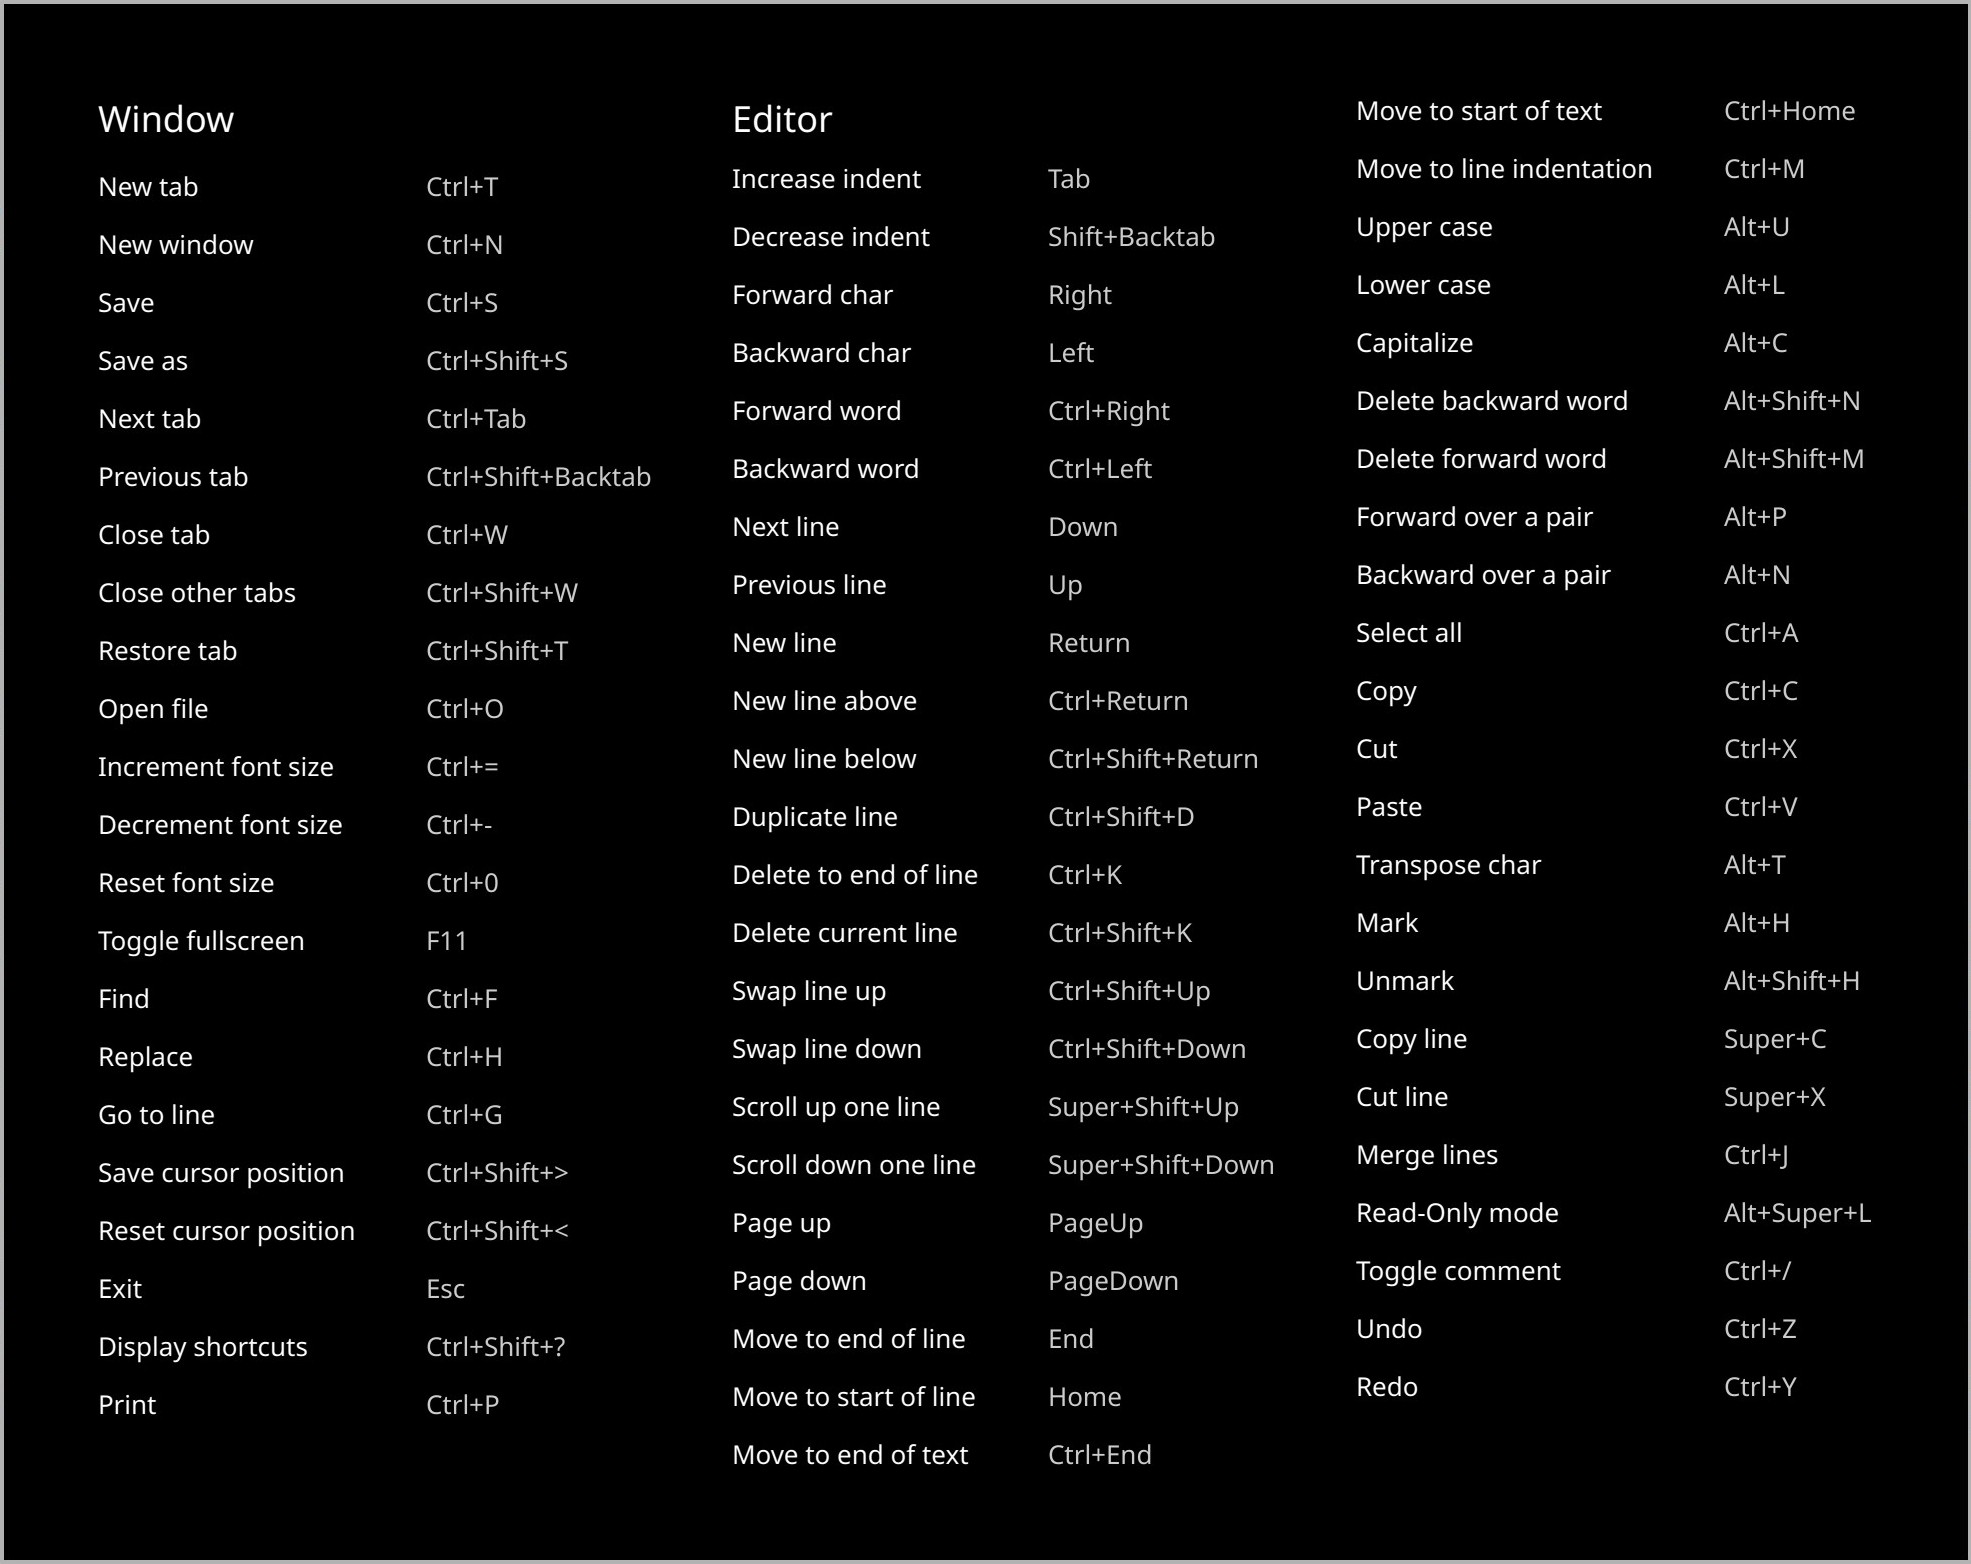 Window
New tab Ctrl+T
New window Ctrl+N
Save Ctrl+S
Save as Ctrl+Shift+S
Next tab Ctrl+Tab
Previous tab Ctrl+Shift+Backtab
Close tab Ctrl+W
Close other tabs Ctrl+Shift+W
Restore tab Ctrl+Shift+T
Open file Ctrl+O
Increment font size Ctrl+=
Decrement font size Ctrl+-
Reset font size Ctrl+0
Toggle fullscreen F11
Find Ctrl+F
Replace Ctrl+H
Go to line Ctrl+G
Save cursor position Ctrl+Shift+>
Reset cursor position Ctrl+Shift+<
Exit Esc
Display shortcuts Ctrl+Shift+?
Print Ctrl+P
Editor
Increase indent Tab
Decrease indent Shift+Backtab
Forward char Right
Backward char Left
Forward word Ctrl+Right
Backward word Ctrl+Left
Next line Down
Previous line Up
New line Return
New line above Ctrl+Return
New line below Ctrl+Shift+Return
Duplicate line Ctrl+Shift+D
Delete to end of line Ctrl+K
Delete current line Ctrl+Shift+K
Swap line up Ctrl+Shift+Up
Swap line down Ctrl+Shift+Down
Scroll up one line Super+Shift+Up
Scroll down one line Super+Shift+Down
Page up PageUp
Page down PageDown
Move to end of line End
Move to start of line Home
Move to end of text Ctrl+End
Move to start of text Ctrl+Home
Move to line indentation Ctrl+M
Upper case Alt+U
Lower case Alt+L
Capitalize Alt+C
Delete backward word Alt+Shift+N
Delete forward word Alt+Shift+M
Forward over a pair Alt+P
Backward over a pair Alt+N
Select all Ctrl+A
Copy Ctrl+C
Cut Ctrl+X
Paste Ctrl+V
Transpose char Alt+T
Mark Alt+H
Unmark Alt+Shift+H
Copy line Super+C
Cut line Super+X
Merge lines Ctrl+J
Read-Only mode Alt+Super+L
Toggle comment Ctrl+/
Undo Ctrl+Z
Redo Ctrl+Y